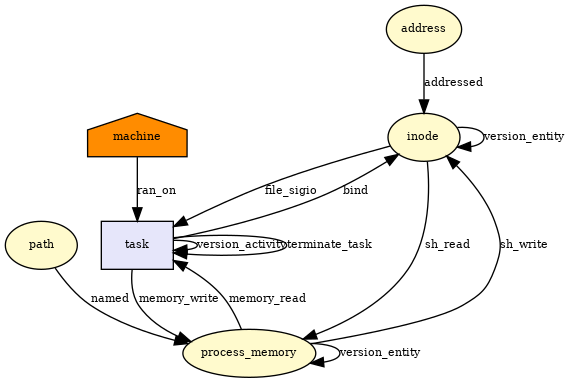 address
addressed
machine
inode
version_entity
ran_on
file_sigio
bind
path
task
version_activity
terminate_task
sh_read
sh_write
named
memory_write
memory_read
process_memory
version_entity